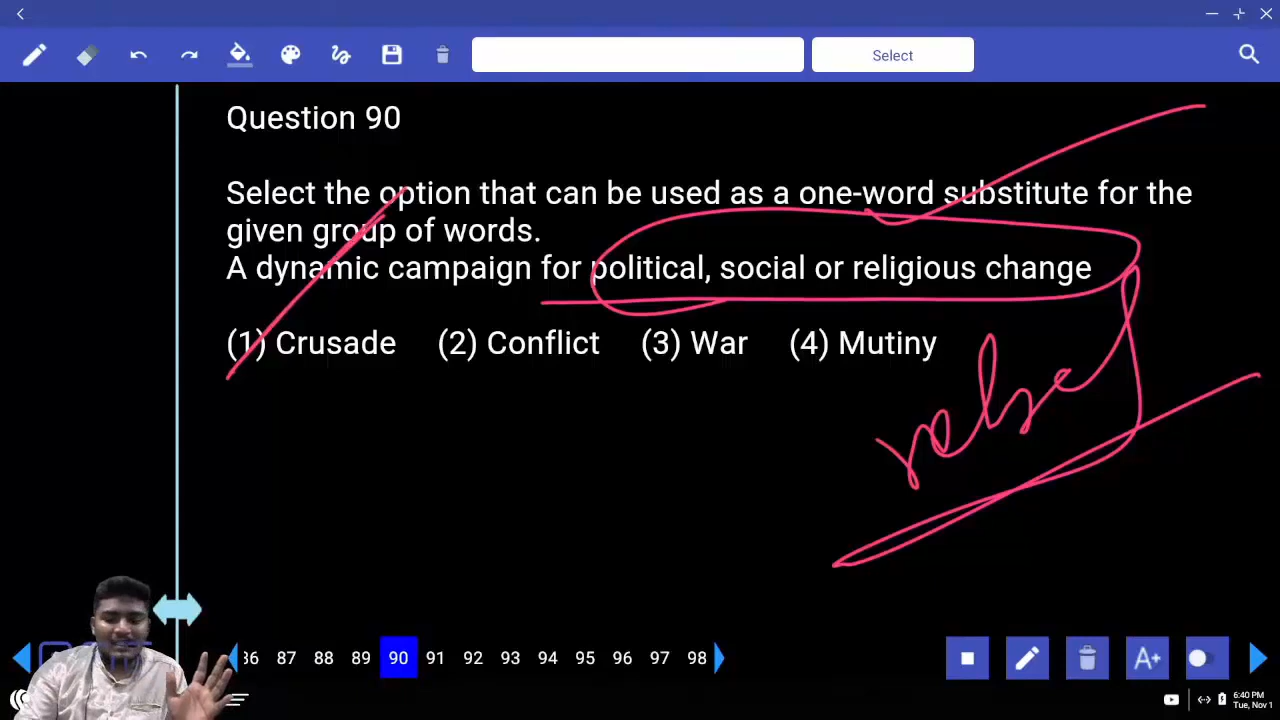 Select
Question 90
Select the option that can be used as a one-word substitute for the
given group of words.
A dynamic campaign for political, social or religious change
(1) Crusade (2) Conflict (3) War (4) Mutiny
86 87 88 89 90 91 92 93 94 95 96 97 98
A+
6:40 PM
Tue, Nov 1